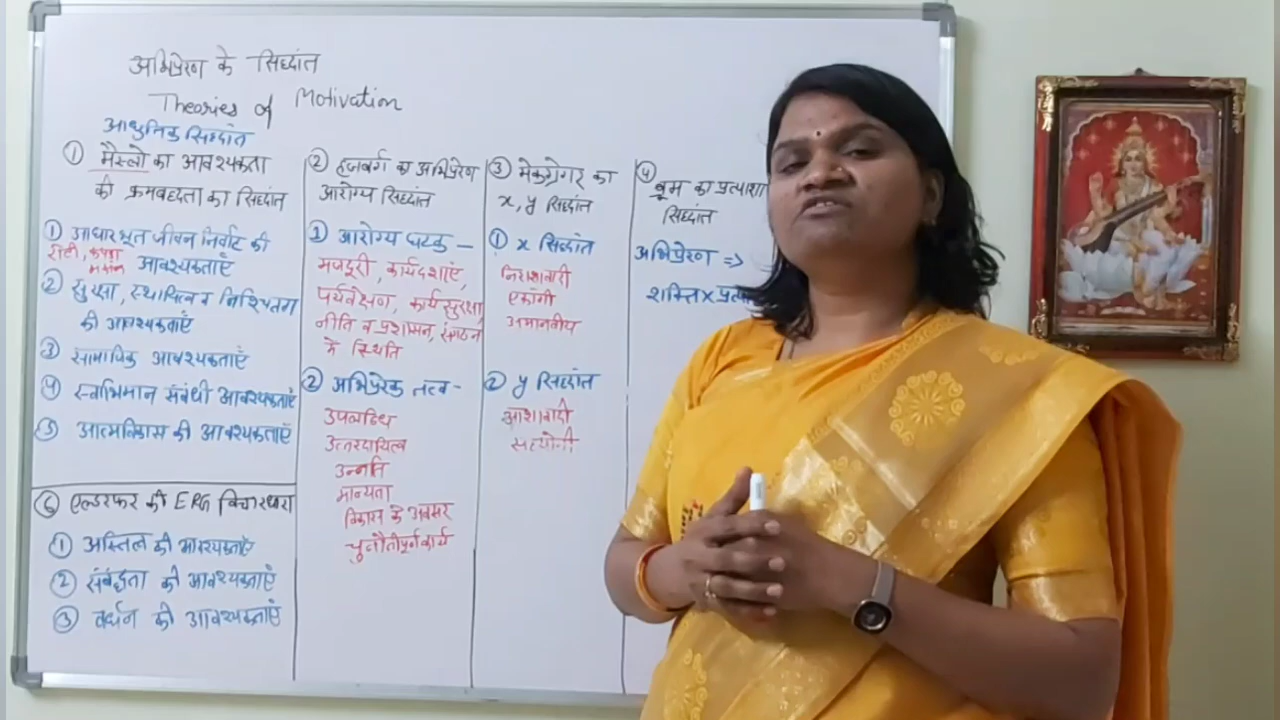 अभिप्रेरण के सिद्धांत
Theories of Motivation
आधुनिक सिद्धांत
① मैस्लो का आवश्यकता
की क्रमबद्धता का सिद्धांत
① आधारभूत जीवन निर्वाह की
रोटी, कपड़ा
मकान आवश्यकताएँ
② सुरक्षा, स्थायित्व व निश्चितता
की आवश्यकताएँ
③ सामाजिक आवश्यकताएँ
④ स्वाभिमान संबंधी आवश्यकताएँ
⑤ आत्मविकास की आवश्यकताएँ
⑥ एल्डरफर की ERG विचारधारा
① अस्तित्व की आवश्यकताएँ
② संबंद्धता की आवश्यकताएँ
③ वर्धन की आवश्यकताएँ
② हर्जबर्ग का अभिप्रेरण
आरोग्य सिद्धांत
① आरोग्य घटक –
मजदूरी, कार्यदशाएं,
पर्यवेक्षण, कार्य सुरक्षा
नीति व प्रशासन, संगठन
में स्थिति
② अभिप्रेरक तत्व -
उपलब्धि
उत्तरदायित्व
उन्नति
मान्यता
विकास के अवसर
चुनौतीपूर्ण कार्य
③ मेकग्रेगर का
x, y सिद्धांत
① x सिद्धांत
निराशावादी
एकांगी
अमानवीय
② y सिद्धांत
आशावादी
सहयोगी
④ व्रूम का प्रत्याशा
सिद्धांत
अभिप्रेरण =>
शक्ति x